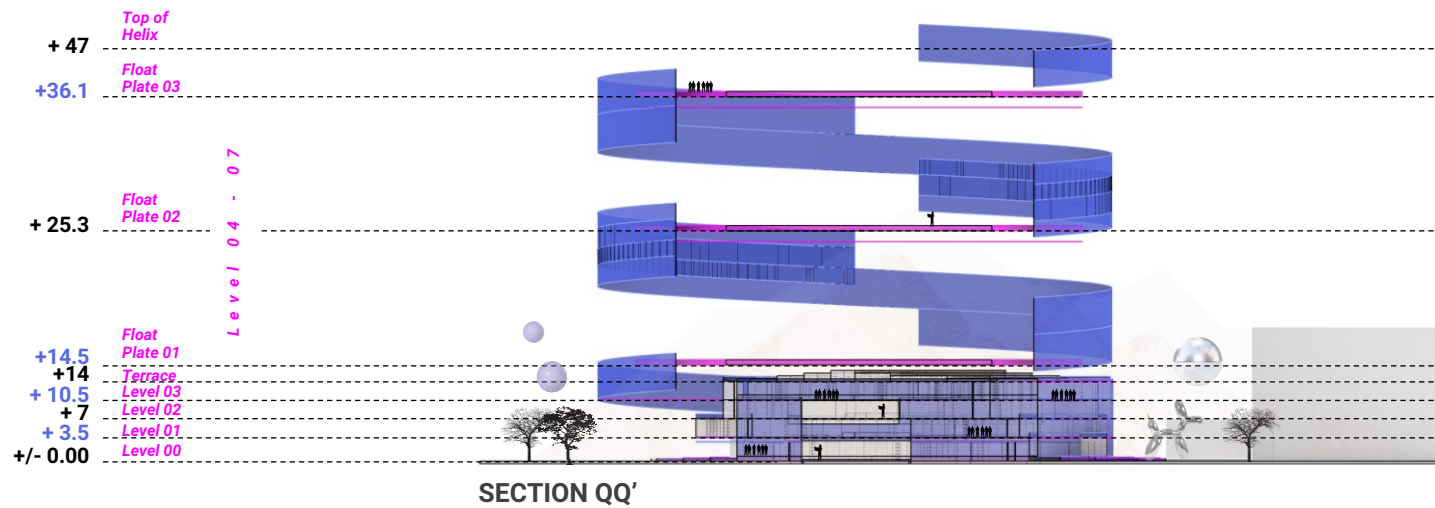 Top of
Helix
+ 47
Float
Plate 03
+36.1
Level 04 - 07
Float
Plate 02
+ 25.3
Float
Plate 01
+14.5
+14
Terrace
+ 10.5
Level 03
+ 7
Level 02
+ 3.5
Level 01
+/- 0.00
Level 00
SECTION QQ’